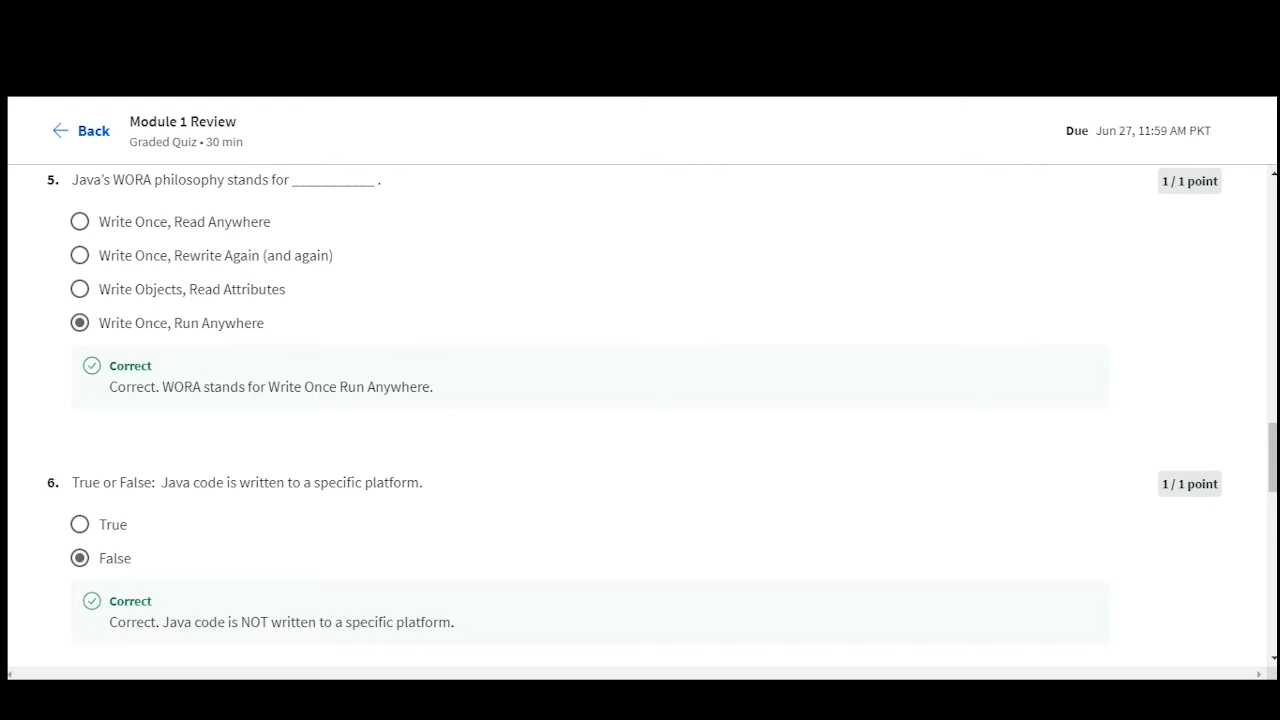 Back
Module 1 Review
Graded Quiz • 30 min
Due Jun 27, 11:59 AM PKT
5. Java's WORA philosophy stands for ___________ .
1 / 1 point
Write Once, Read Anywhere
Write Once, Rewrite Again (and again)
Write Objects, Read Attributes
Write Once, Run Anywhere
Correct
Correct. WORA stands for Write Once Run Anywhere.
6. True or False: Java code is written to a specific platform.
1 / 1 point
True
False
Correct
Correct. Java code is NOT written to a specific platform.